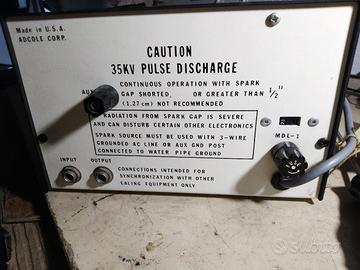 Made in U.S.A.
ADCOLE CORP.
CAUTION
35KV PULSE DISCHARGE
CONTINUOUS OPERATION WITH SPARK
AUX
GAP SHORTED, OR GREATER THAN 1/2"
(1.27 cm) NOT RECOMMENDED
RADIATION FROM SPARK GAP IS SEVERE
AND CAN DISTURB CERTAIN OTHER ELECTRONICS
SPARK SOURCE MUST BE USED WITH 3-WIRE
GROUNDED AC LINE OR AUX GND POST
CONNECTED TO WATER PIPE GROUND
MDL-1
INPUT
OUTPUT
CONNECTIONS INTENDED FOR
SYNCHRONIZATION WITH OTHER
EALING EQUIPMENT ONLY
subito